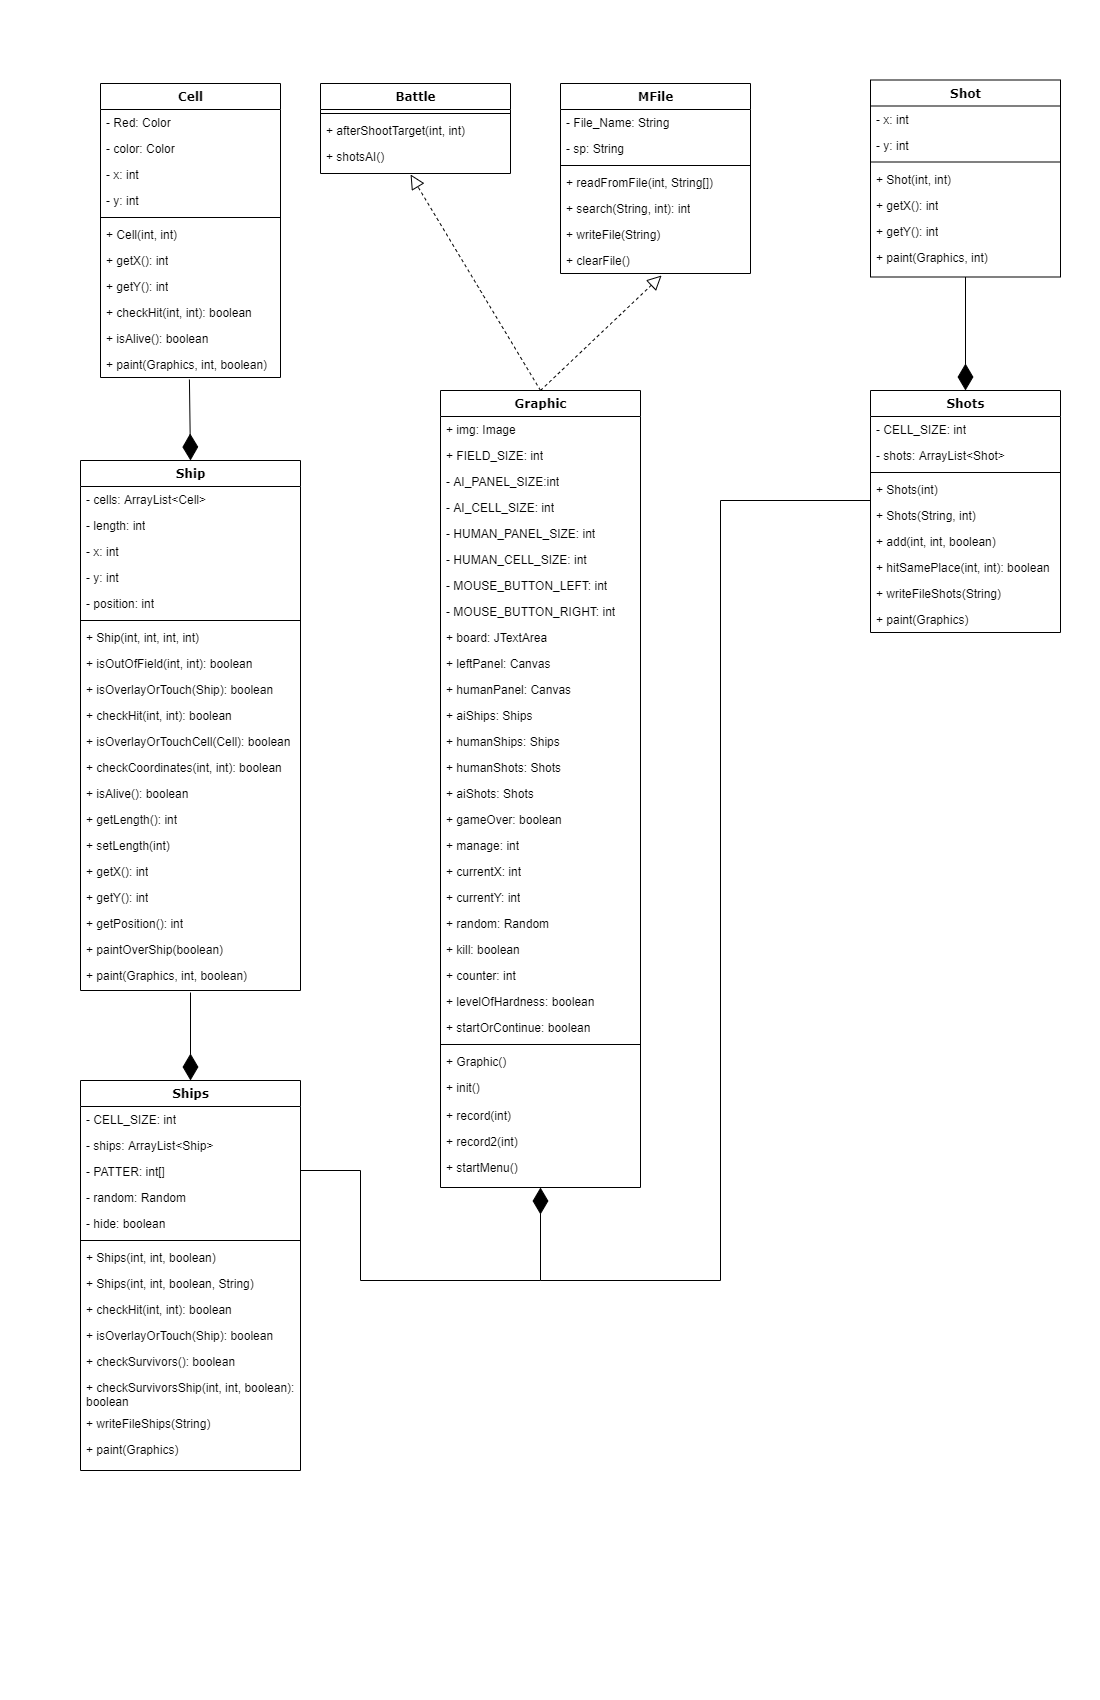 Cell
- Red: Color
- color: Color
- x: int
- y: int
+ Cell(int, int)
+ getX(): int
+ getY(): int
+ checkHit(int, int): boolean
+ isAlive(): boolean
+ paint(Graphics, int, boolean)
Battle
+ afterShootTarget(int, int)
+ shotsAI()
MFile
- File_Name: String
- sp: String
+ readFromFile(int, String[])
+ search(String, int): int
+ writeFile(String)
+ clearFile()
Shot
- x: int
- y: int
+ Shot(int, int)
+ getX(): int
+ getY(): int
+ paint(Graphics, int)
Ship
- cells: ArrayList<Cell>
- length: int
- x: int
- y: int
- position: int
+ Ship(int, int, int, int)
+ isOutOfField(int, int): boolean
+ isOverlayOrTouch(Ship): boolean
+ checkHit(int, int): boolean
+ isOverlayOrTouchCell(Cell): boolean
+ checkCoordinates(int, int): boolean
+ isAlive(): boolean
+ getLength(): int
+ setLength(int)
+ getX(): int
+ getY(): int
+ getPosition(): int
+ paintOverShip(boolean)
+ paint(Graphics, int, boolean)
Graphic
+ img: Image
+ FIELD_SIZE: int
- AI_PANEL_SIZE:int
- AI_CELL_SIZE: int
- HUMAN_PANEL_SIZE: int
- HUMAN_CELL_SIZE: int
- MOUSE_BUTTON_LEFT: int
- MOUSE_BUTTON_RIGHT: int
+ board: JTextArea
+ leftPanel: Canvas
+ humanPanel: Canvas
+ aiShips: Ships
+ humanShips: Ships
+ humanShots: Shots
+ aiShots: Shots
+ gameOver: boolean
+ manage: int
+ currentX: int
+ currentY: int
+ random: Random
+ kill: boolean
+ counter: int
+ levelOfHardness: boolean
+ startOrContinue: boolean
+ Graphic()
+ init()
+ record(int)
+ record2(int)
+ startMenu()
Shots
- CELL_SIZE: int
- shots: ArrayList<Shot>
+ Shots(int)
+ Shots(String, int)
+ add(int, int, boolean)
+ hitSamePlace(int, int): boolean
+ writeFileShots(String)
+ paint(Graphics)
Ships
- CELL_SIZE: int
- ships: ArrayList<Ship>
- PATTER: int[]
- random: Random
- hide: boolean
+ Ships(int, int, boolean)
+ Ships(int, int, boolean, String)
+ checkHit(int, int): boolean
+ isOverlayOrTouch(Ship): boolean
+ checkSurvivors(): boolean
+ checkSurvivorsShip(int, int, boolean):
boolean
+ writeFileShips(String)
+ paint(Graphics)